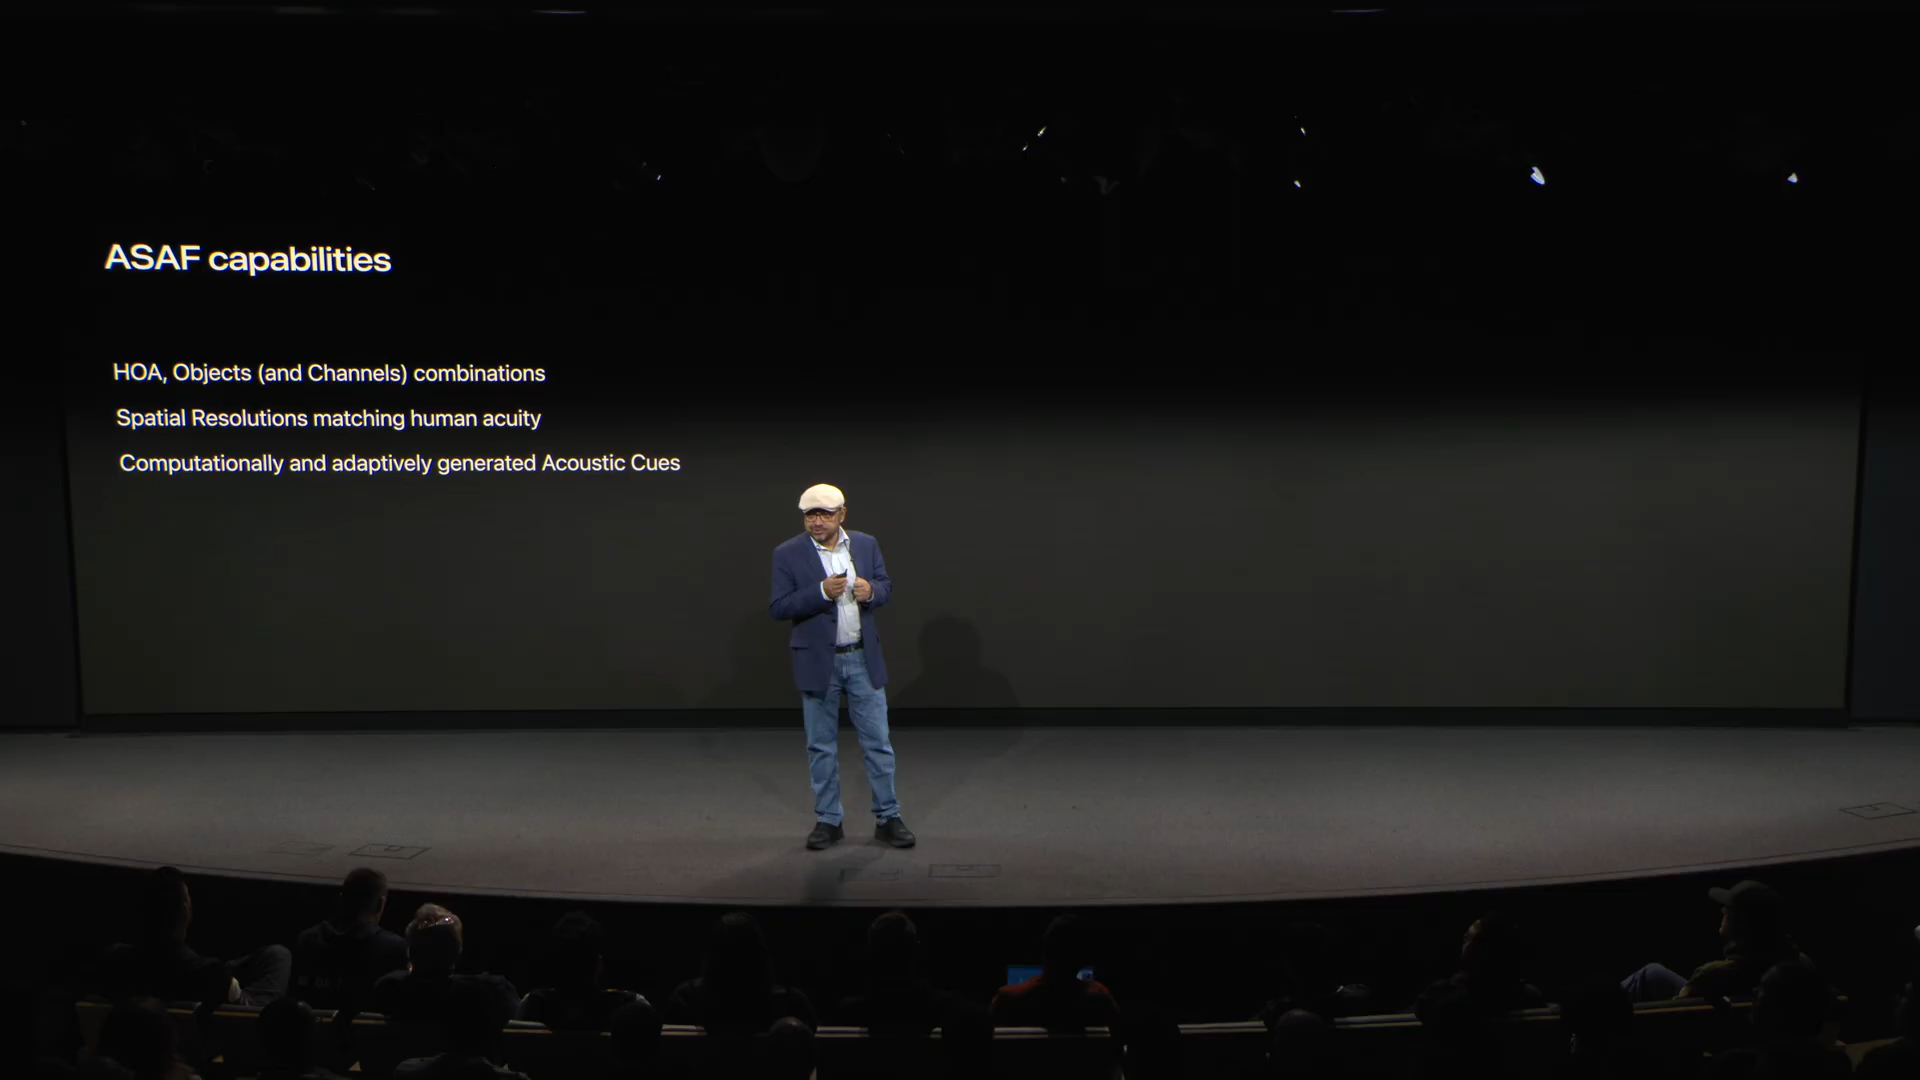 ASAF capabilities
HOA, Objects (and Channels) combinations
Spatial Resolutions matching human acuity
Computationally and adaptively generated Acoustic Cues